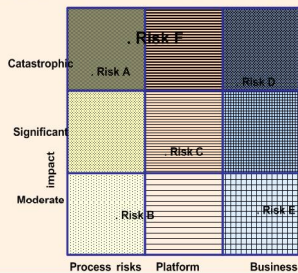 . Risk F
Catastrophic
. Risk A
Risk D
Significant
. Risk C
impact
Moderate
. Risk B
. Risk E
Process risks Platform Business